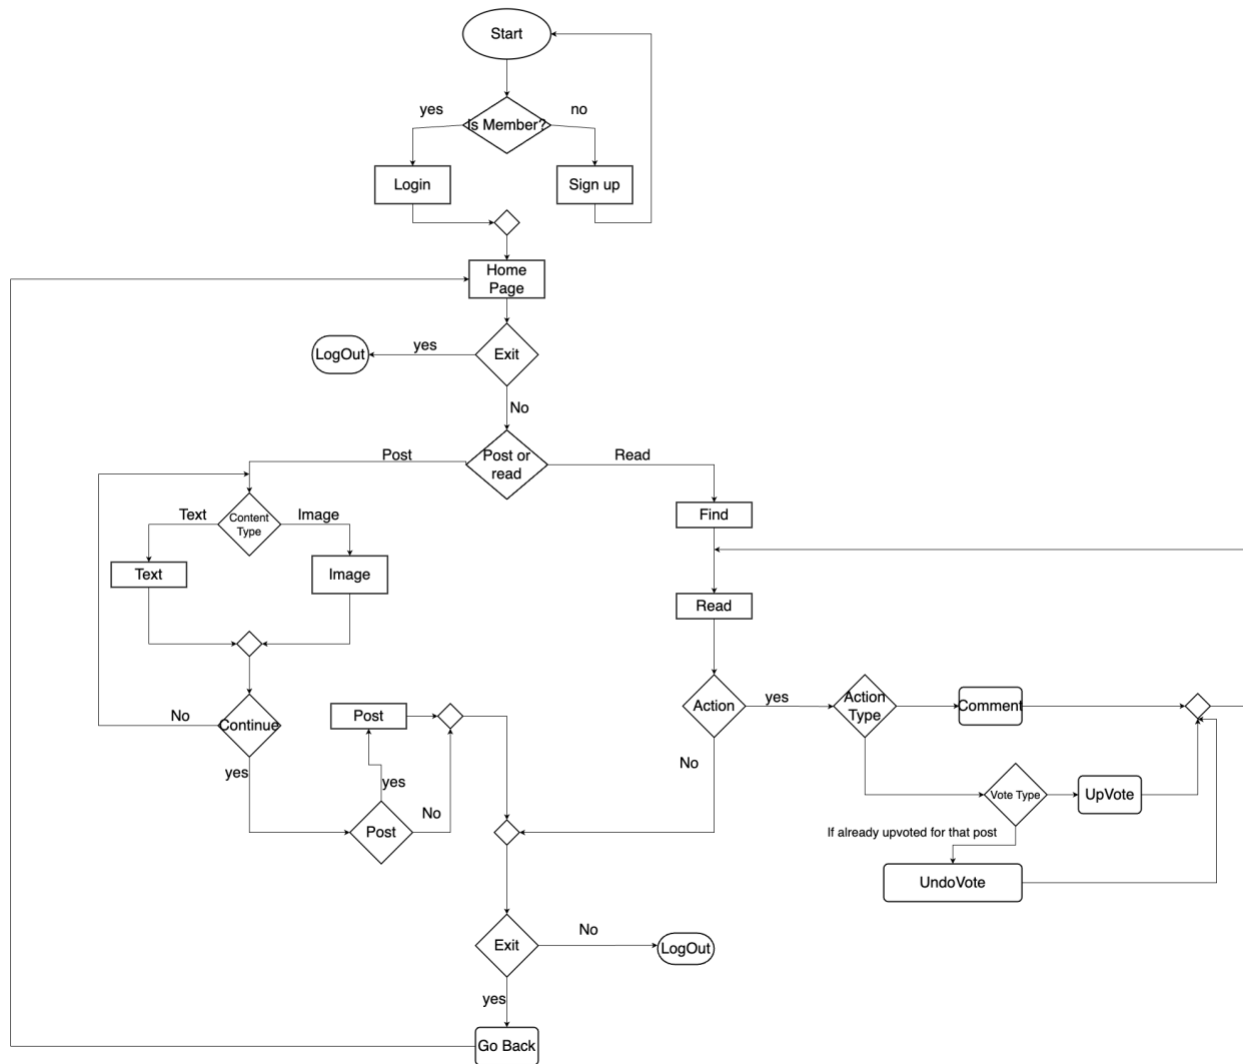 Start
yes
no
Is Member?
Login
Sign up
Home
Page
LogOut
yes
Exit
No
Post
Post or
read
Read
Text
Content
Type
Image
Find
Text
Image
Read
No
Continue
Post
Action
yes
Action
Type
Comment
yes
No
yes
No
Post
Vote Type
UpVote
If already upvoted for that post
UndoVote
Exit
No
LogOut
yes
Go Back